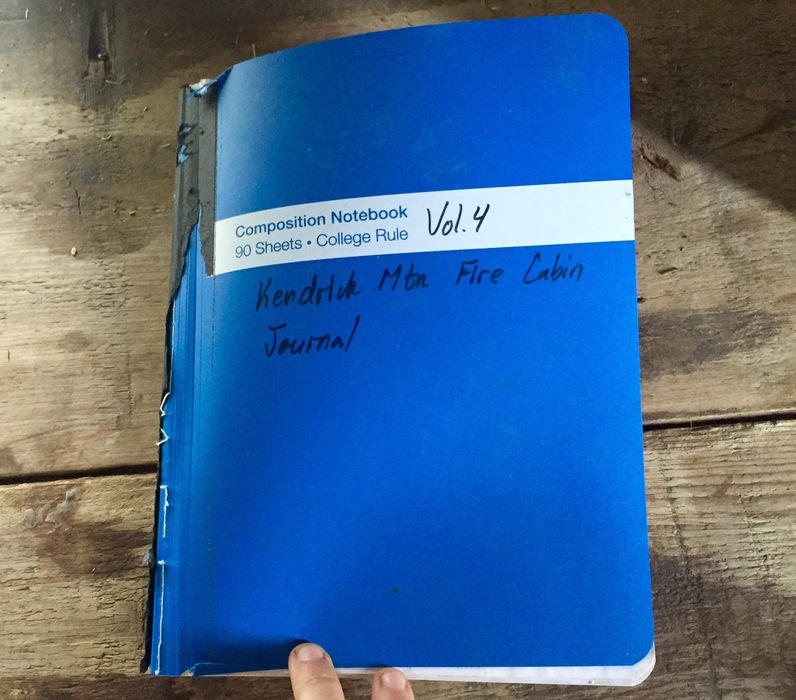 Composition Notebook
90 Sheets • College Rule Vol.4
Kendrick Mtn Fire Cabin
Journal